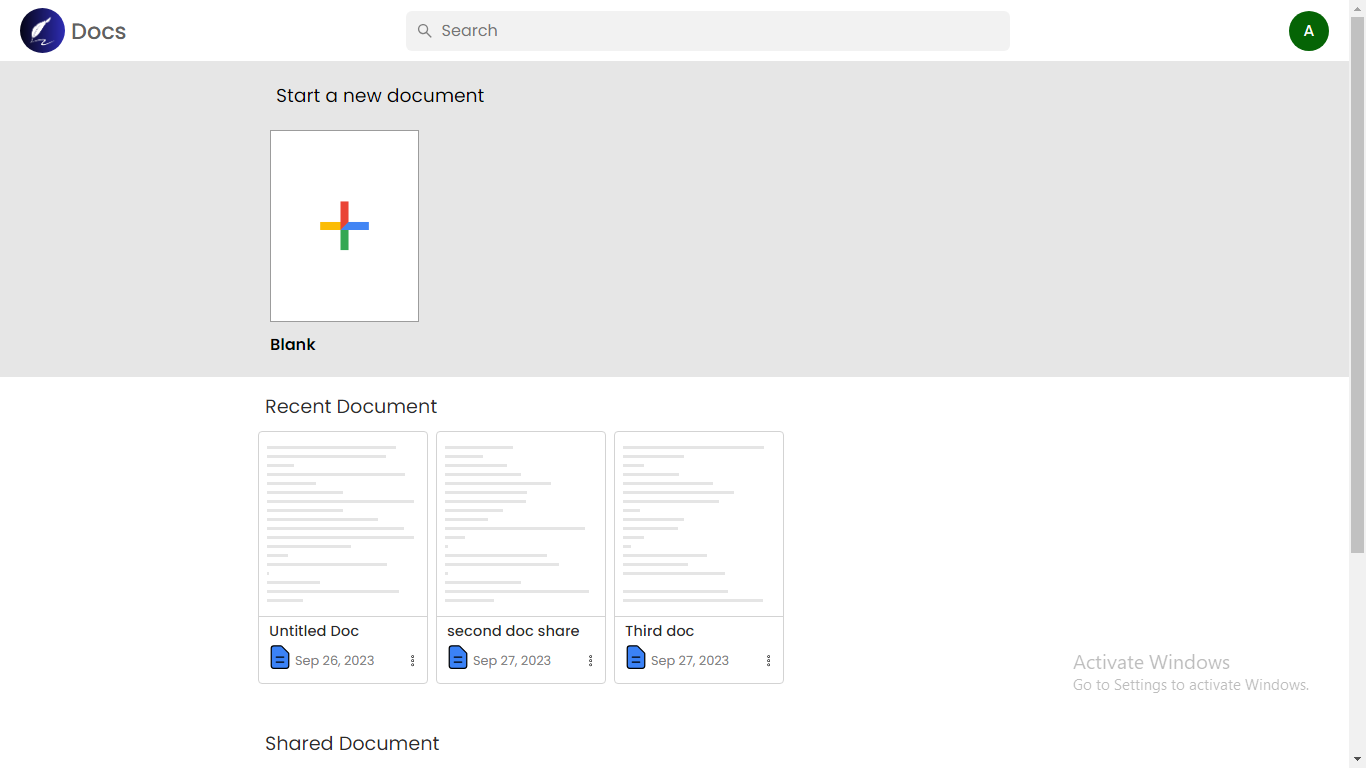 Docs
Search
A
Start a new document
Blank
Recent Document
Untitled Doc
Sep 26, 2023
second doc share
Sep 27, 2023
Third doc
Sep 27, 2023
Activate Windows
Go to Settings to activate Windows.
Shared Document